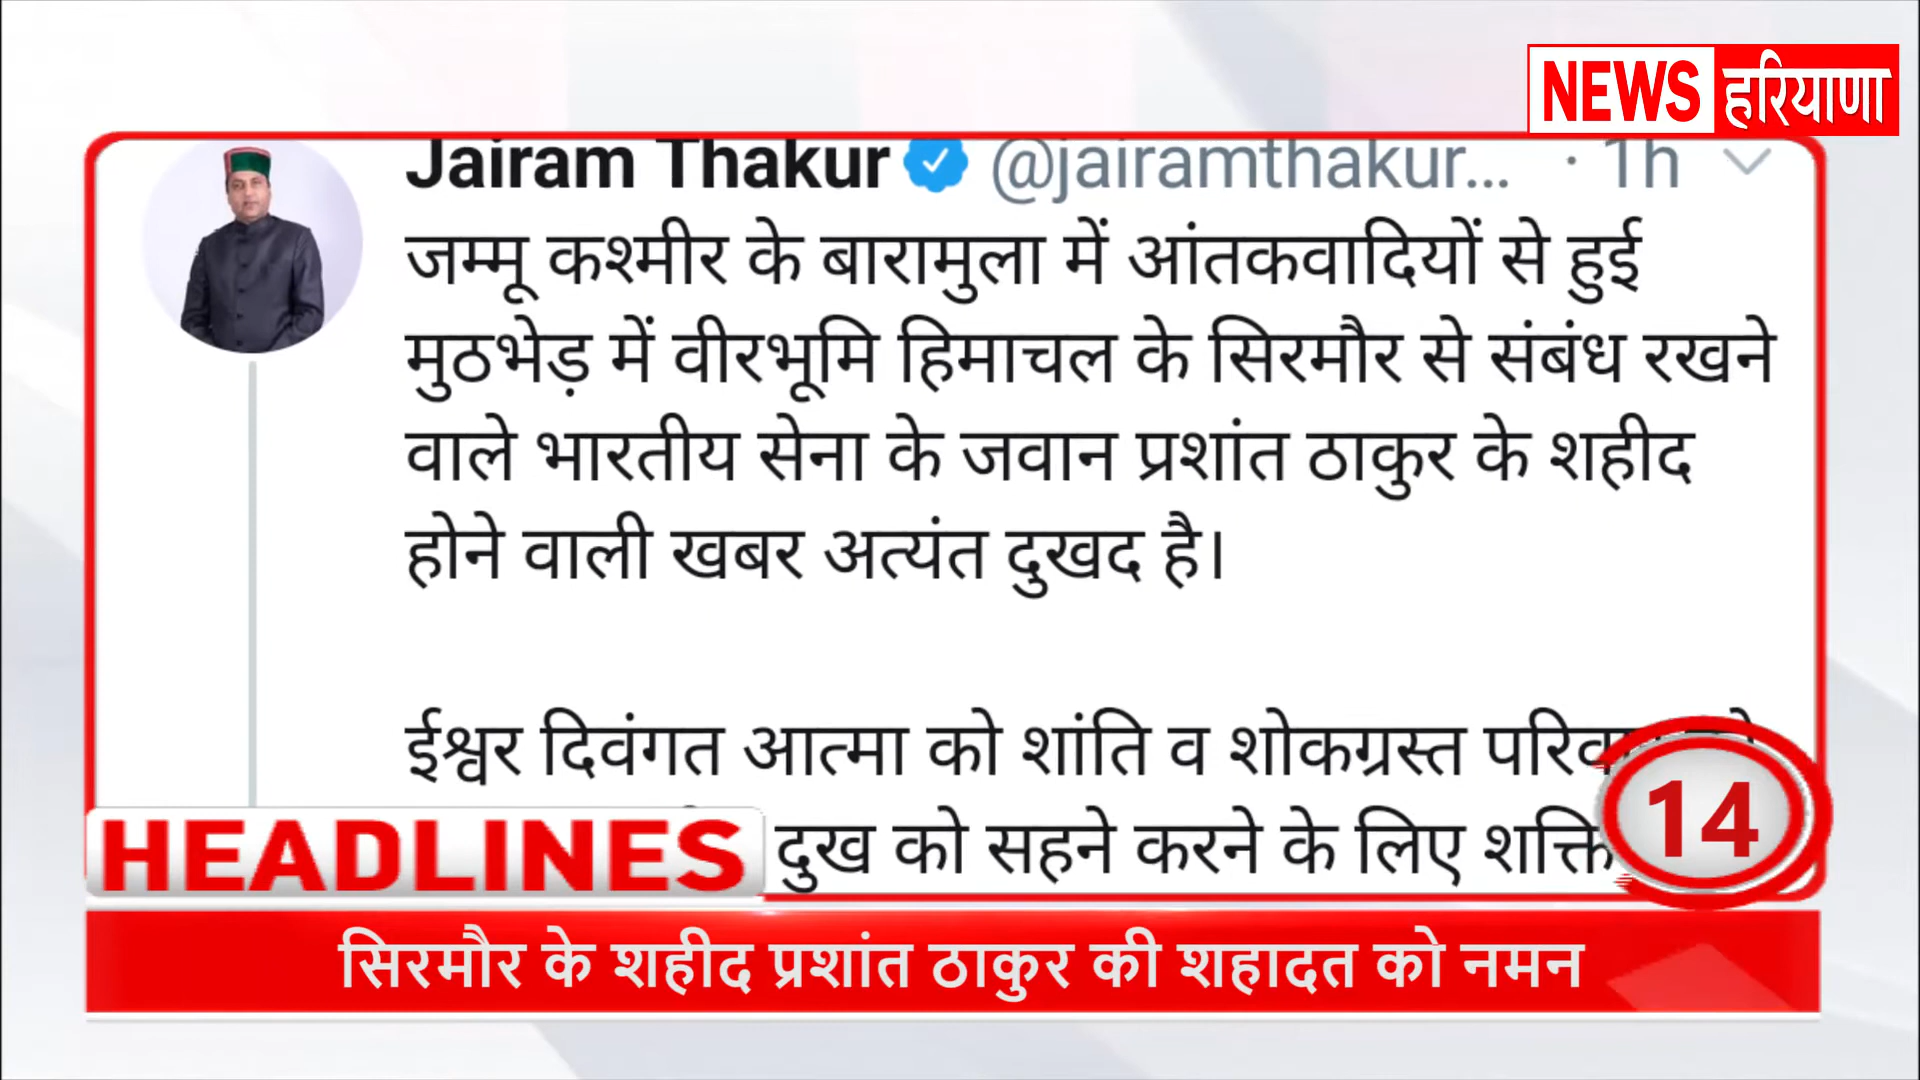 NEWS हरियाणा
Jairam Thakur @jairamthakur... · 1h
जम्मू कश्मीर के बारामुला में आंतकवादियों से हुई
मुठभेड़ में वीरभूमि हिमाचल के सिरमौर से संबंध रखने
वाले भारतीय सेना के जवान प्रशांत ठाकुर के शहीद
होने वाली खबर अत्यंत दुखद है।
ईश्वर दिवंगत आत्मा को शांति व शोकग्रस्त
दुख को सहने करने के लिए शक्ति
14
HEADLINES
सिरमौर के शहीद प्रशांत ठाकुर की शहादत को नमन